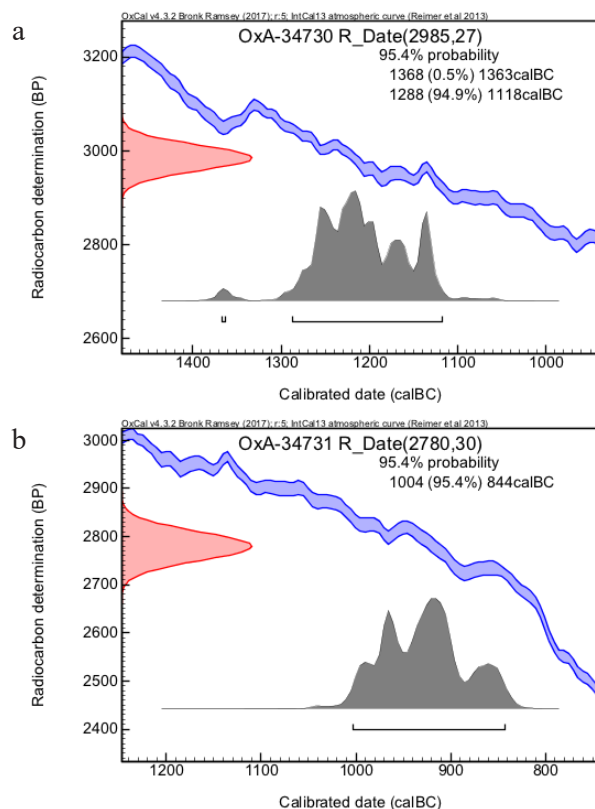 a
OxCal v4.3.2 Bronk Ramsey (2017); r:5; IntCal13 atmospheric curve (Reimer et al 2013)
OxA-34730 R_Date(2985,27)
95.4% probability
1368 (0.5%) 1363calBC
1288 (94.9%) 1118calBC
Radiocarbon determination (BP)
3200
3000
2800
2600
1400 1300 1200 1100 1000
Calibrated date (calBC)
b
OxCal v4.3.2 Bronk Ramsey (2017); r:5; IntCal13 atmospheric curve (Reimer et al 2013)
OxA-34731 R_Date(2780,30)
95.4% probability
1004 (95.4%) 844calBC
Radiocarbon determination (BP)
3000
2900
2800
2700
2600
2500
2400
1200 1100 1000 900 800
Calibrated date (calBC)